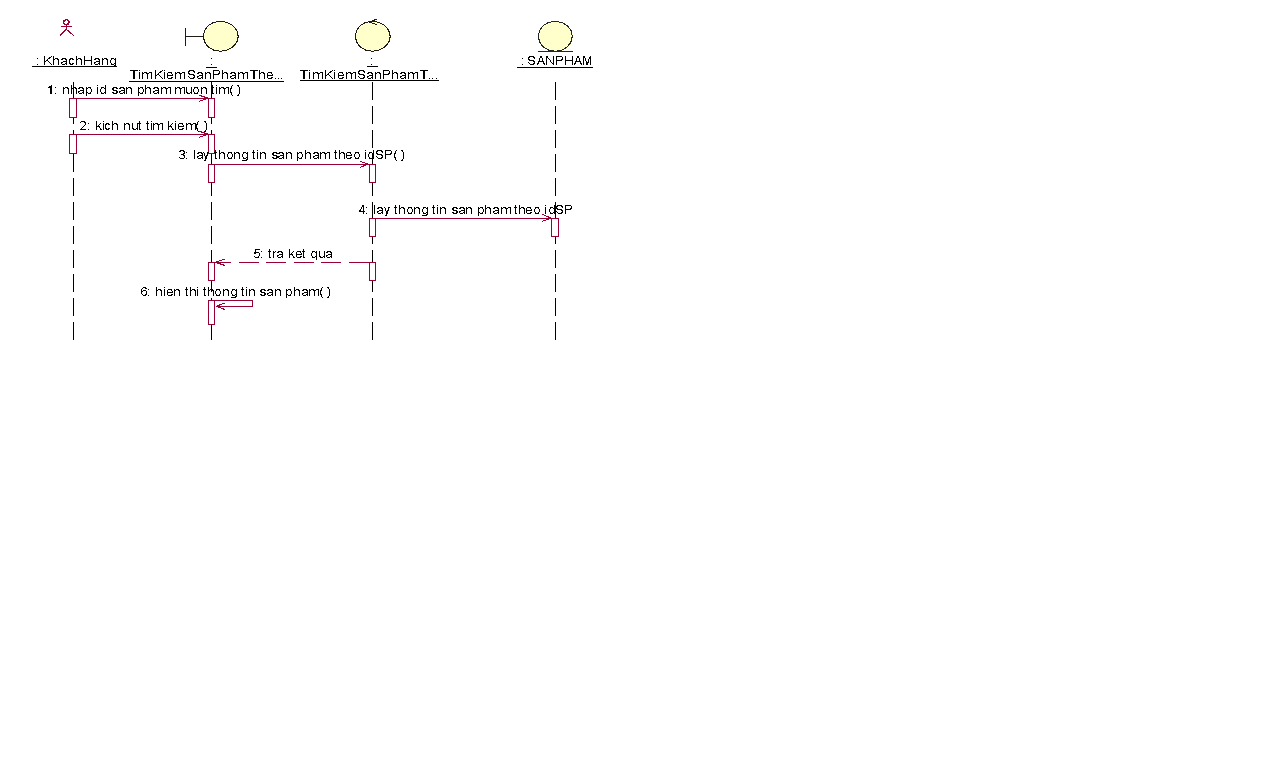 : KhachHang
:
TimKiemSanPhamThe...
:
TimKiemSanPhamT...
: SANPHAM
1: nhap id san pham muon tim( )
2: kich nut tim kiem( )
3: lay thong tin san pham theo idSP( )
4: lay thong tin san pham theo idSP
5: tra ket qua
6: hien thi thong tin san pham( )